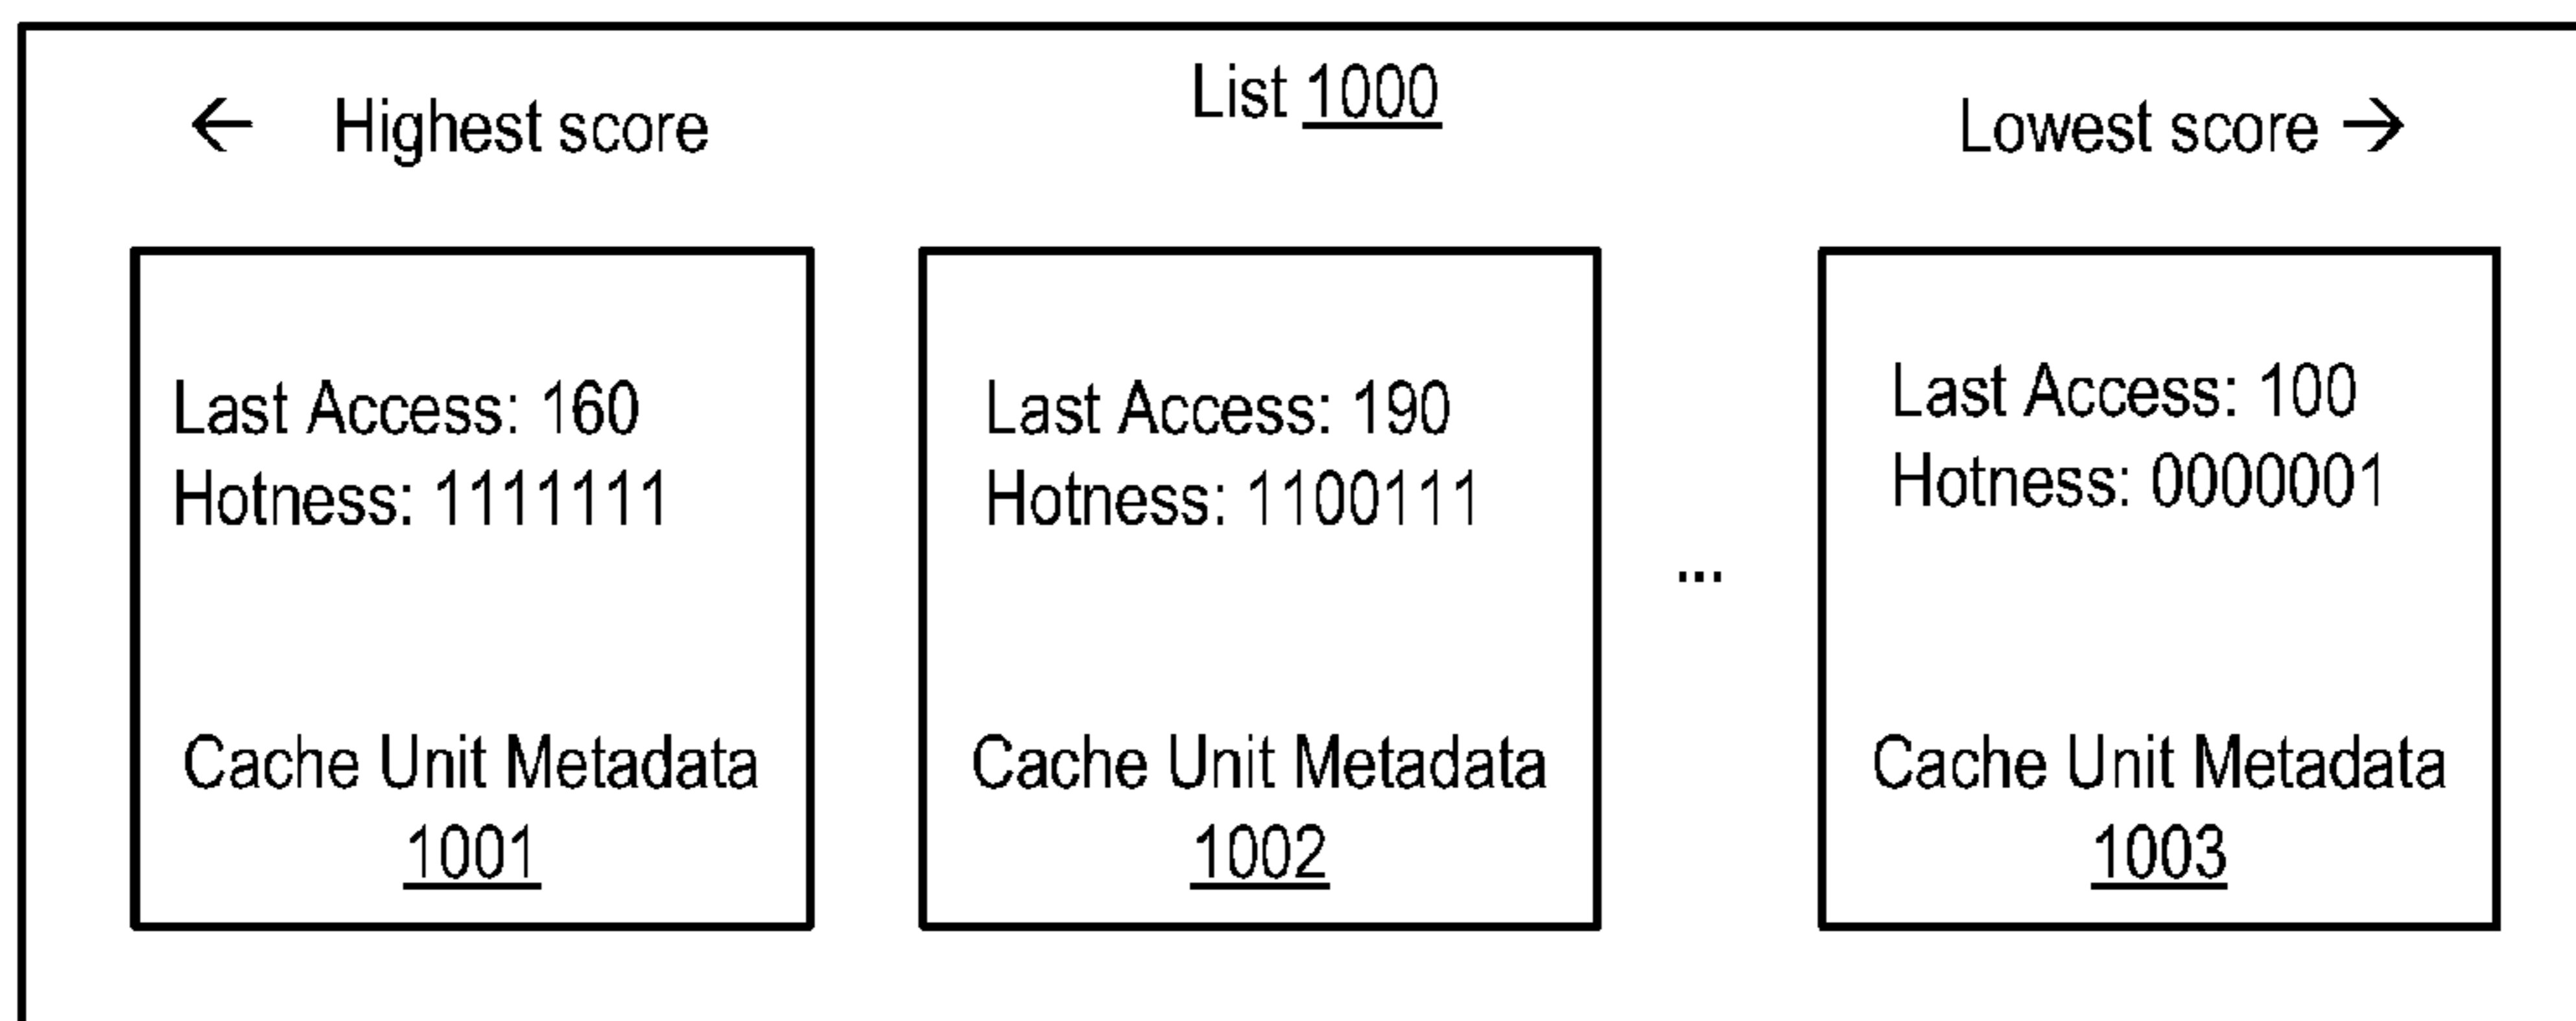 List 1000
← Highest score
Lowest score →
Last Access: 160
Hotness: 1111111
Cache Unit Metadata
1001
Last Access: 190
Hotness: 1100111
Cache Unit Metadata
1002
...
Last Access: 100
Hotness: 0000001
Cache Unit Metadata
1003